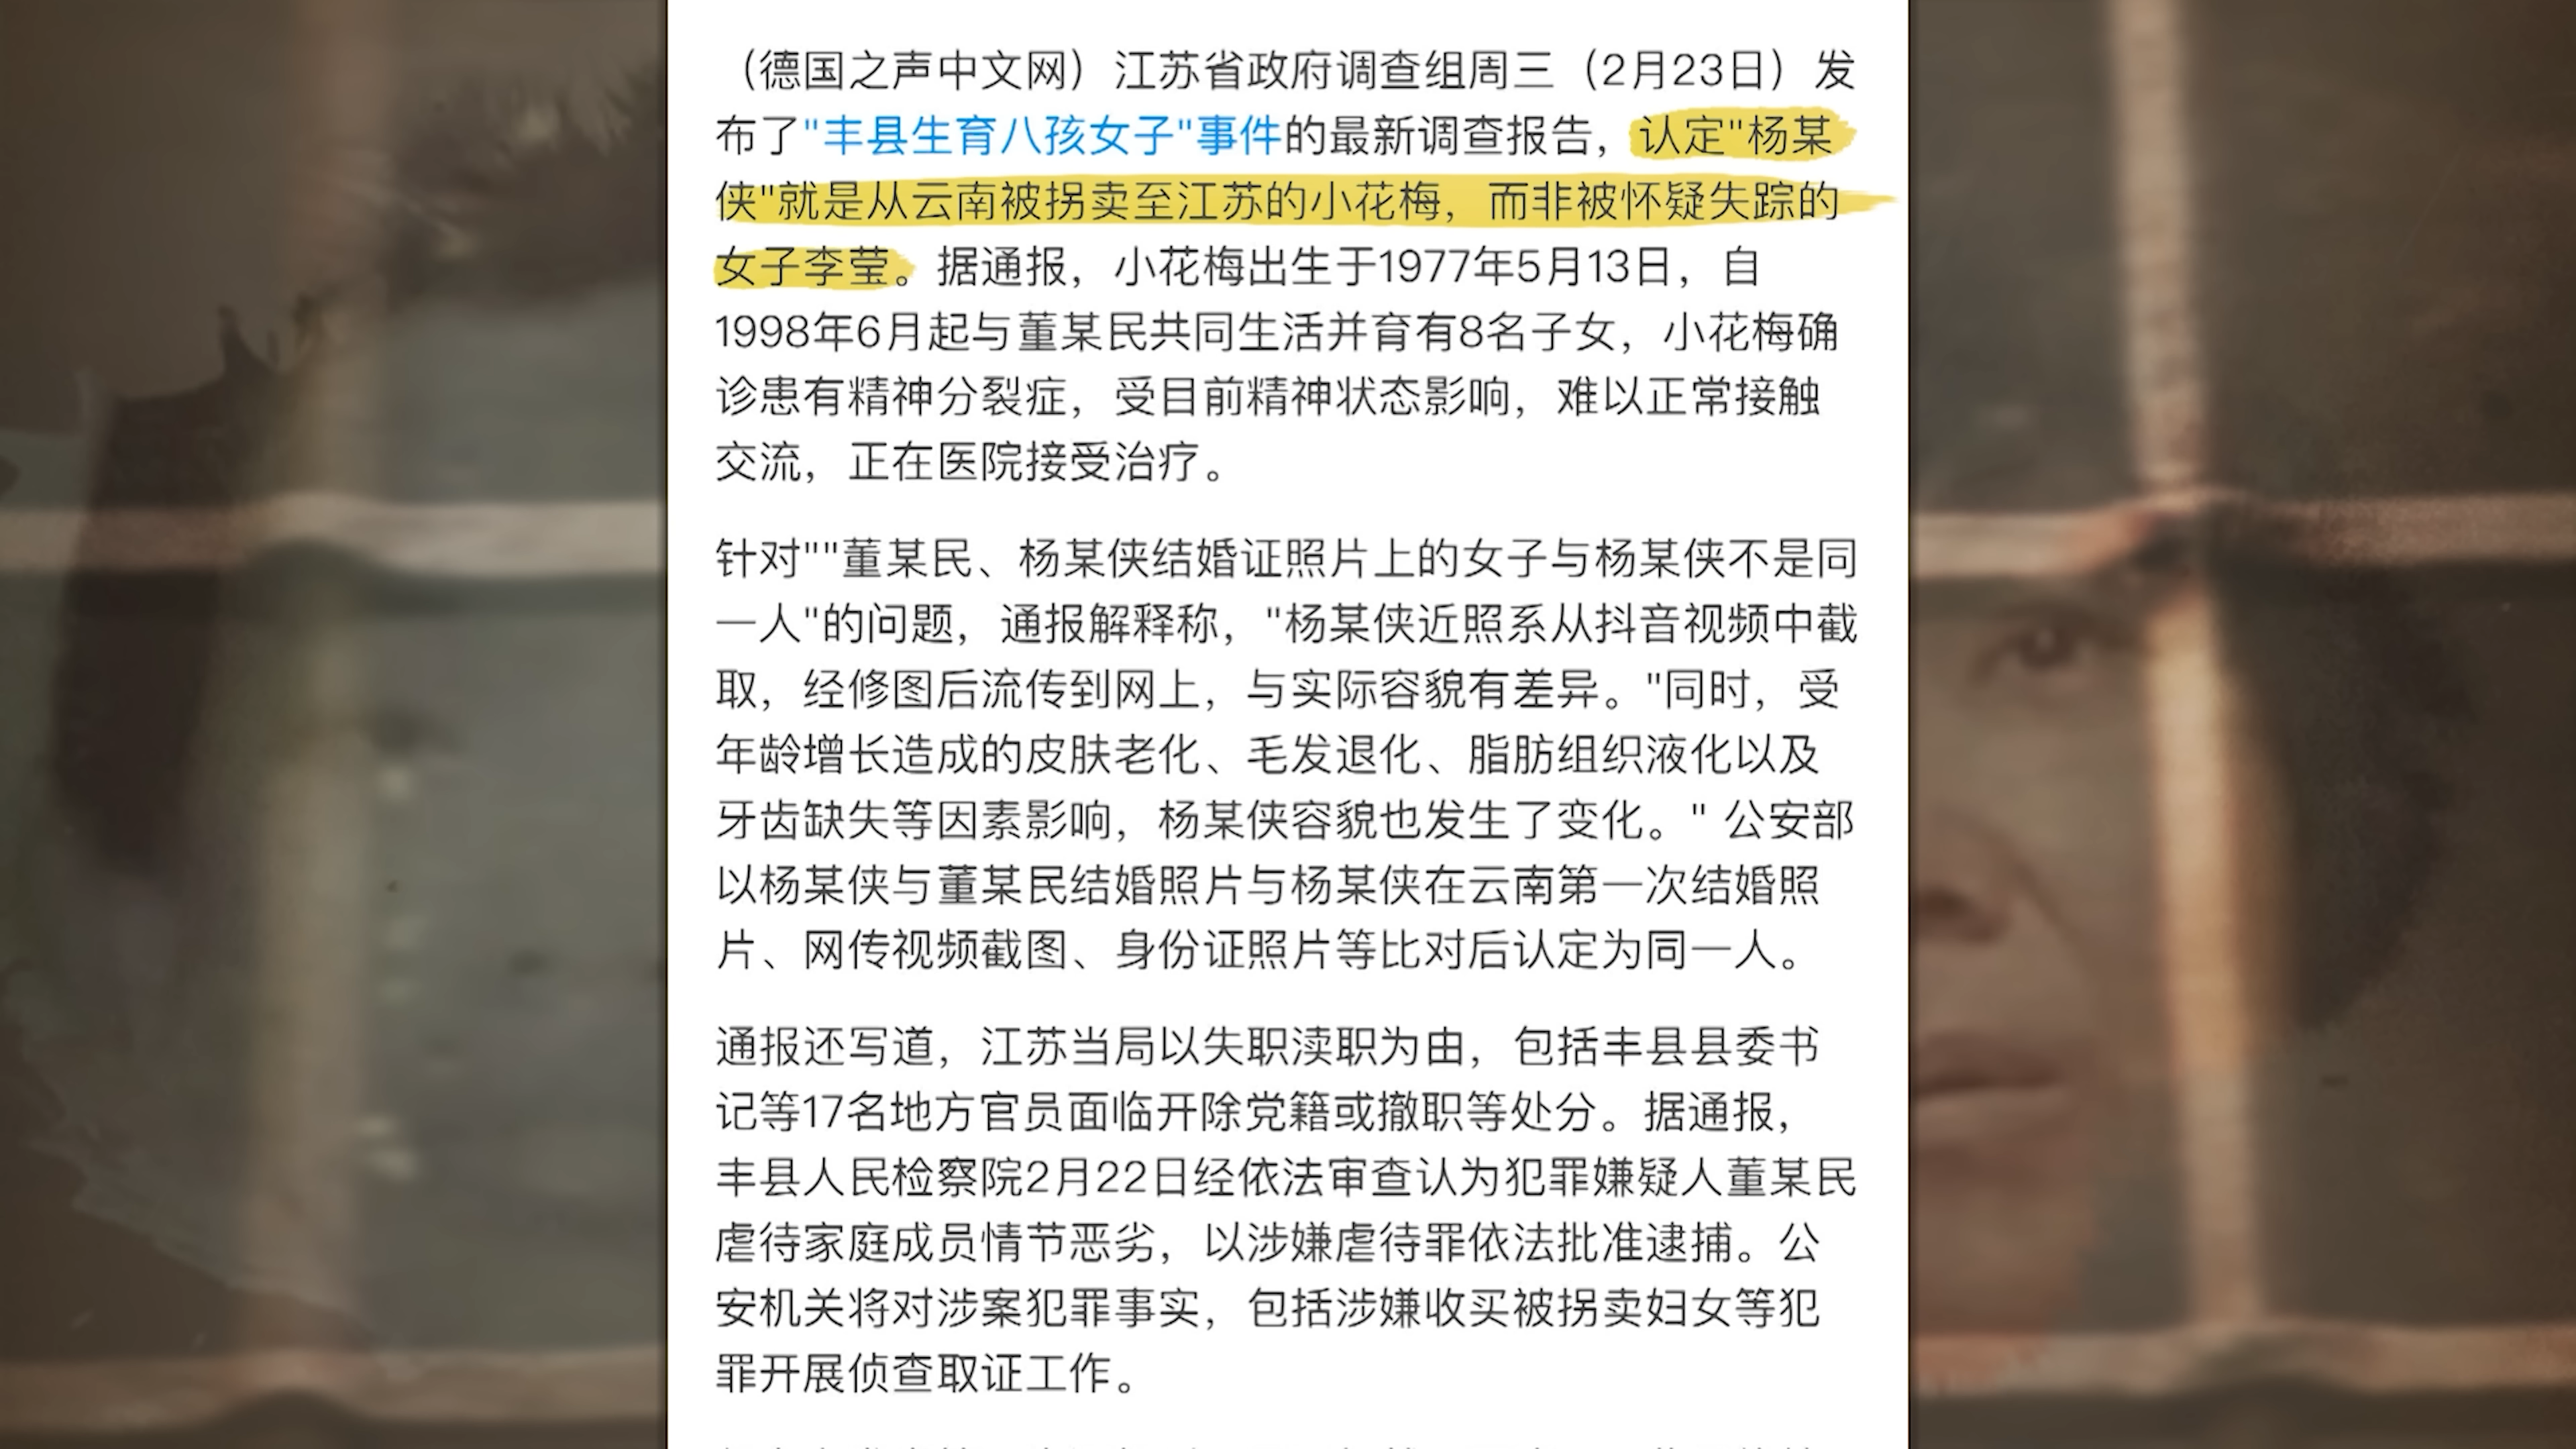 （德国之声中文网）江苏省政府调查组周三（2月23日）发
布了"丰县生育八孩女子"事件的最新调查报告，认定"杨某
侠"就是从云南被拐卖至江苏的小花梅，而非被怀疑失踪的
女子李莹。据通报，小花梅出生于1977年5月13日，自
1998年6月起与董某民共同生活并育有8名子女，小花梅确
诊患有精神分裂症，受目前精神状态影响，难以正常接触
交流，正在医院接受治疗。
针对""董某民、杨某侠结婚证照片上的女子与杨某侠不是同
一人"的问题，通报解释称，"杨某侠近照系从抖音视频中截
取，经修图后流传到网上，与实际容貌有差异。"同时，受
年龄增长造成的皮肤老化、毛发退化、脂肪组织液化以及
牙齿缺失等因素影响，杨某侠容貌也发生了变化。" 公安部
以杨某侠与董某民结婚照片与杨某侠在云南第一次结婚照
片、网传视频截图、身份证照片等比对后认定为同一人。
通报还写道，江苏当局以失职渎职为由，包括丰县县委书
记等17名地方官员面临开除党籍或撤职等处分。据通报，
丰县人民检察院2月22日经依法审查认为犯罪嫌疑人董某民
虐待家庭成员情节恶劣，以涉嫌虐待罪依法批准逮捕。公
安机关将对涉案犯罪事实，包括涉嫌收买被拐卖妇女等犯
罪开展侦查取证工作。